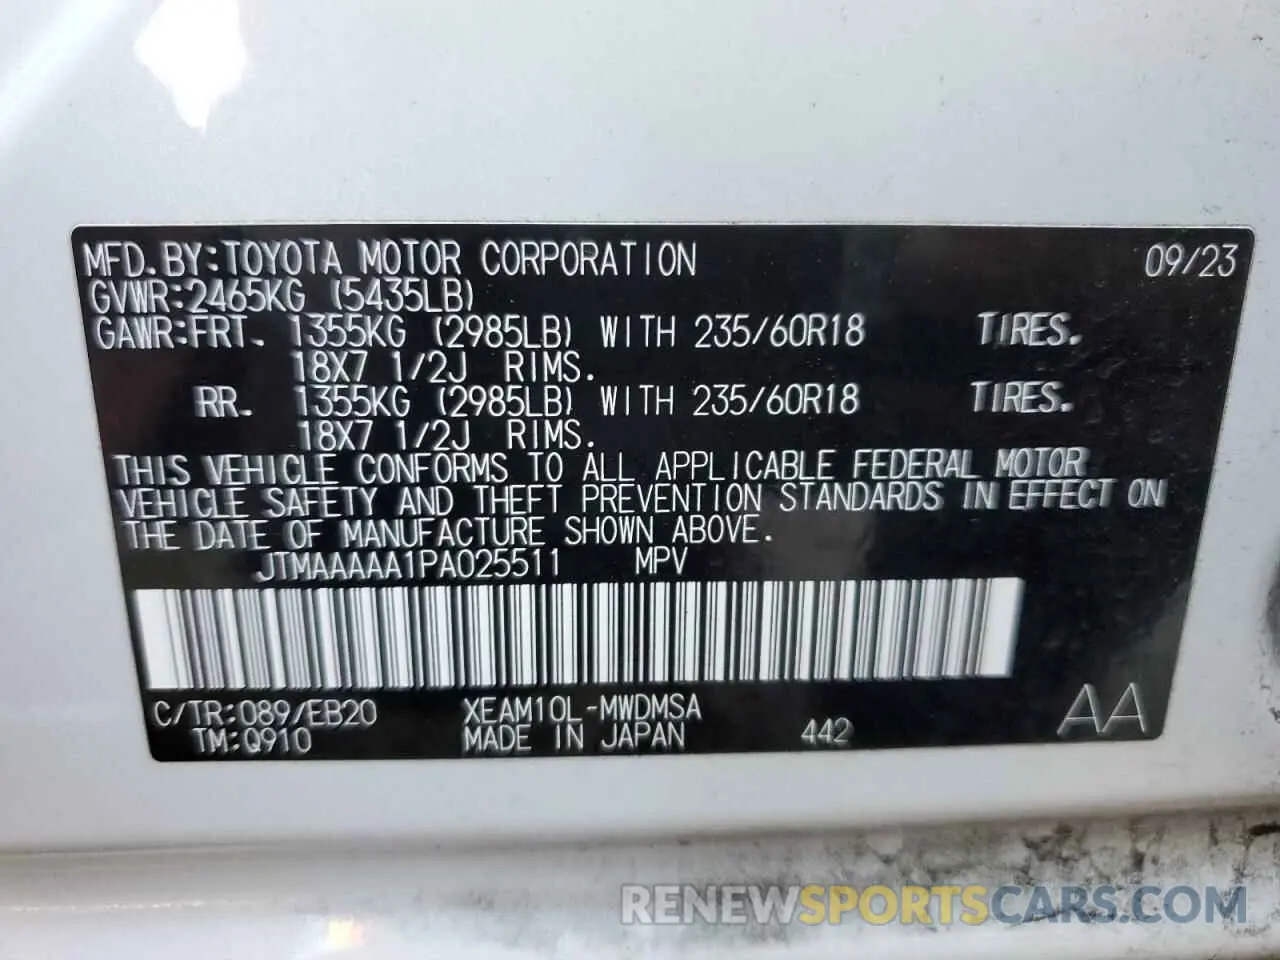 MFD.BY:TOYOTA MOTOR CORPORATION 09/23
GVWR:2465KG (5435LB)
GAWR:FRT. 1355KG (2985LB) WITH 235/60R18 TIRES.
18X7 1/2J RIMS.
RR. 1355KG (2985LB) WITH 235/60R18 TIRES.
18X7 1/2J RIMS.
THIS VEHICLE CONFORMS TO ALL APPLICABLE FEDERAL MOTOR
VEHICLE SAFETY AND THEFT PREVENTION STANDARDS IN EFFECT ON
THE DATE OF MANUFACTURE SHOWN ABOVE.
JTMAAAAA1PA025511 MPV
C/TR:089/EB20 XEAM10L-MWDMSA
TM:Q910 MADE IN JAPAN 442 AA
RENEWSPORTSCARS.COM